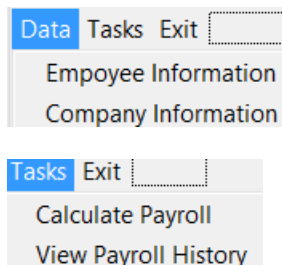 Data Tasks Exit
Empoyee Information
Company Information
Tasks Exit
Calculate Payroll
View Payroll History